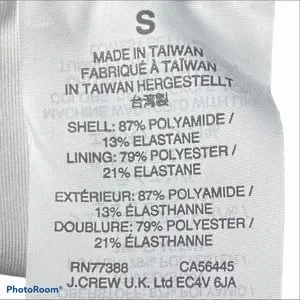 S
MADE IN TAIWAN
FABRIQUÉ À TAIWAN
IN TAIWAN HERGESTELLT
台灣製
SHELL: 87% POLYAMIDE /
13% ELASTANE
LINING: 79% POLYESTER /
21% ELASTANE
EXTÉRIEUR: 87% POLYAMIDE /
13% ÉLASTHANNE
DOUBLURE: 79% POLYESTER /
21% ÉLASTHANNE
RN77388 CA56445
J.CREW U.K. Ltd EC4V 6JA
PhotoRoom